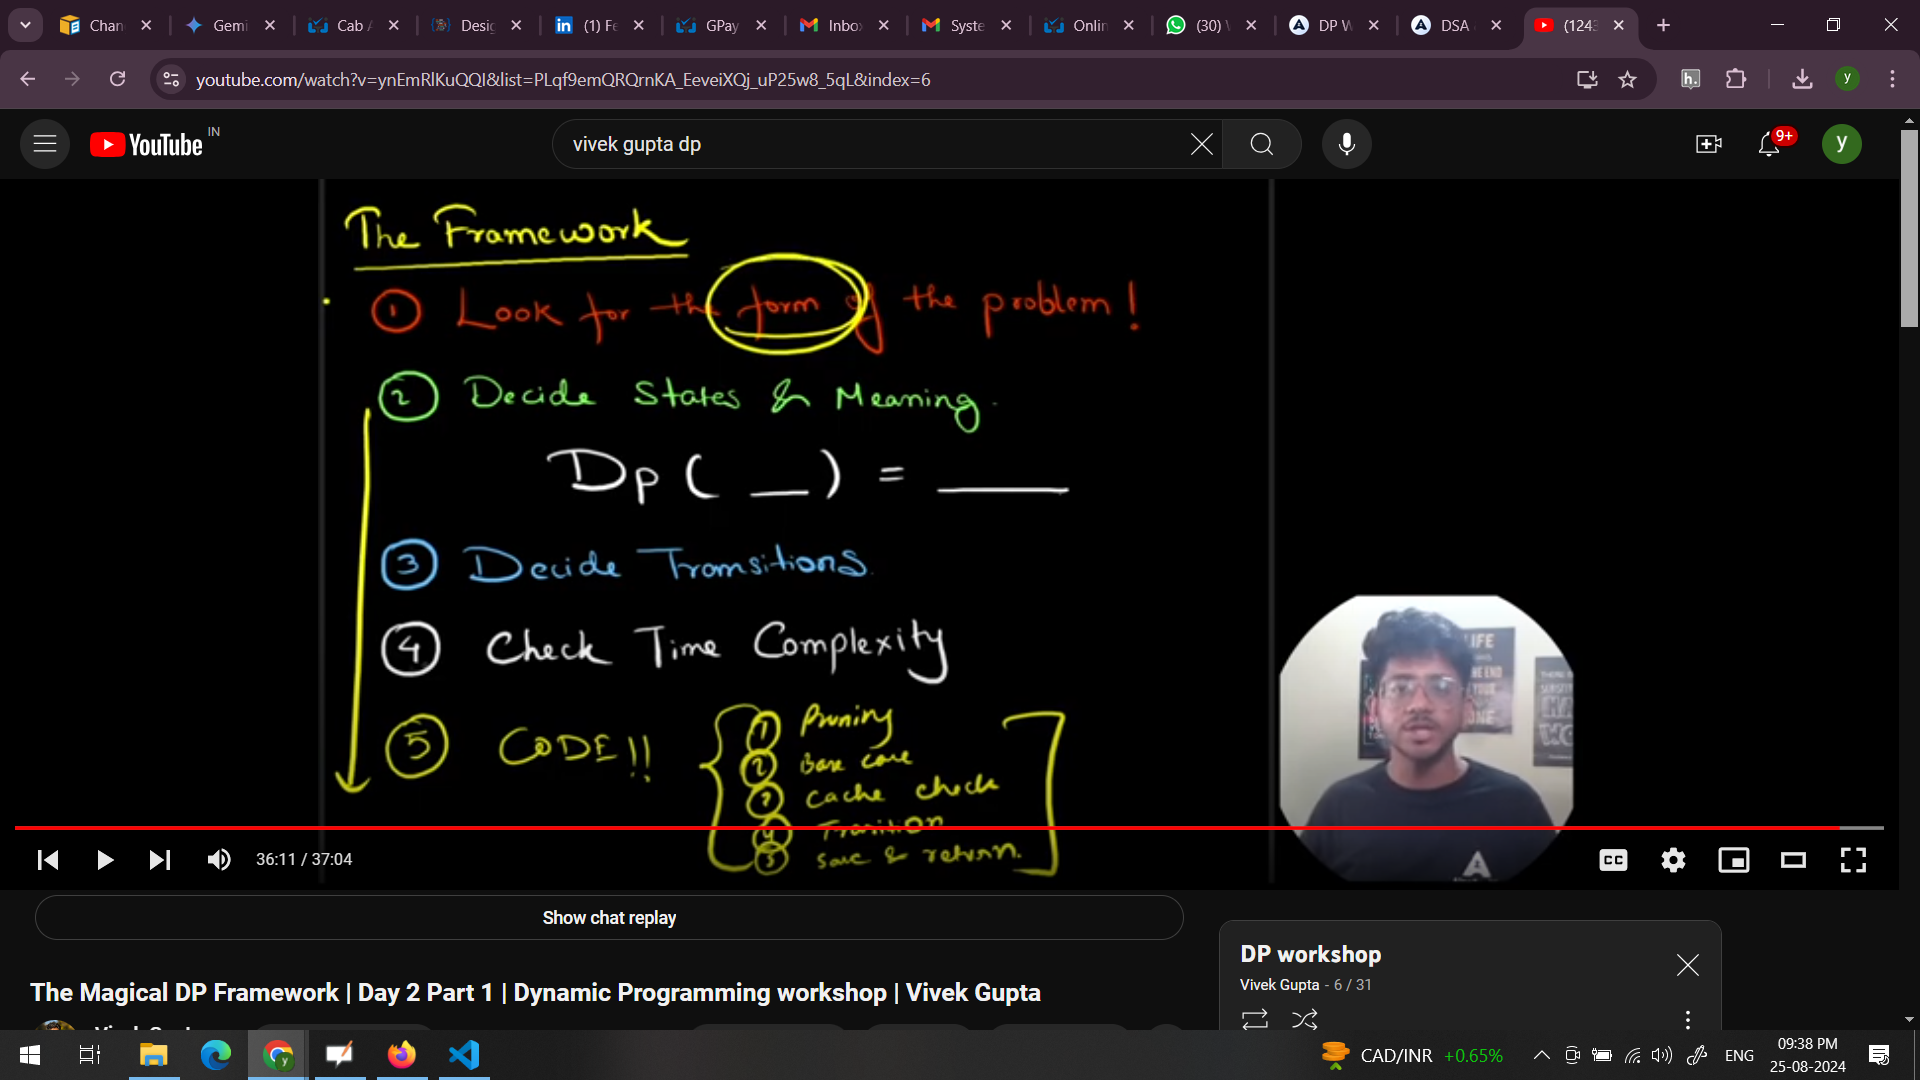 Chan
Gemi
Cab A
Desig
(1) Fe
GPay
Inbo
Syste
Onlin
(30)
DP W
DSA
(124
youtube.com/watch?v=ynEmRlKuQQI&list=PLqf9emQRQrnKA_EeveiXQj_uP25w8_5qL&index=6
h.
y
YouTube IN
vivek gupta dp
9+
y
The Framework
1 Look for the form of the problem!
2 Decide States & Meaning.
Dp ( __ ) = ____
3 Decide Transitions.
4 Check Time Complexity
5 CODE!!
1 Pruning
2 Base case
3 cache check
4 Transition
5 save & return.
LIFE
36:11 / 37:04
CC
Show chat replay
DP workshop
Vivek Gupta - 6 / 31
The Magical DP Framework | Day 2 Part 1 | Dynamic Programming workshop | Vivek Gupta
Vivek Gupta
CAD/INR +0.65%
ENG
09:38 PM
25-08-2024